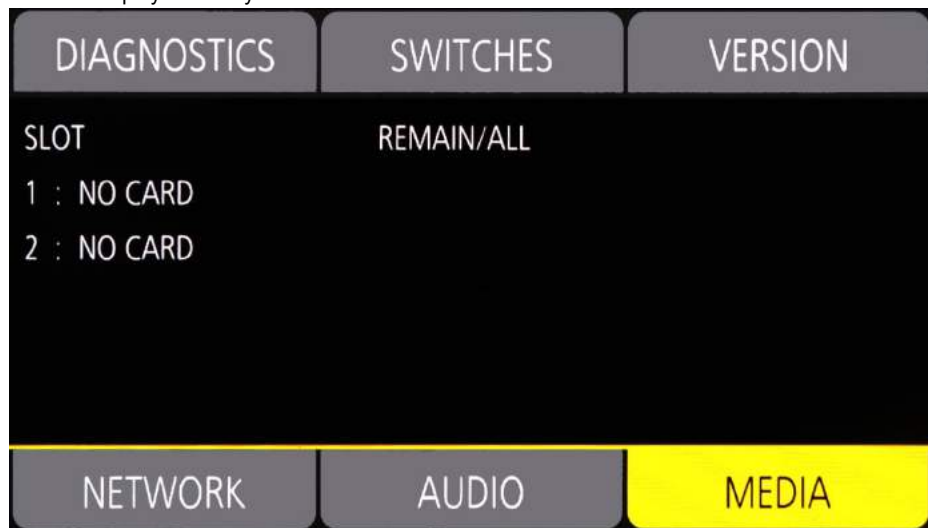 DIAGNOSTICS SWITCHES VERSION
SLOT REMAIN/ALL
1 : NO CARD
2 : NO CARD
NETWORK AUDIO MEDIA